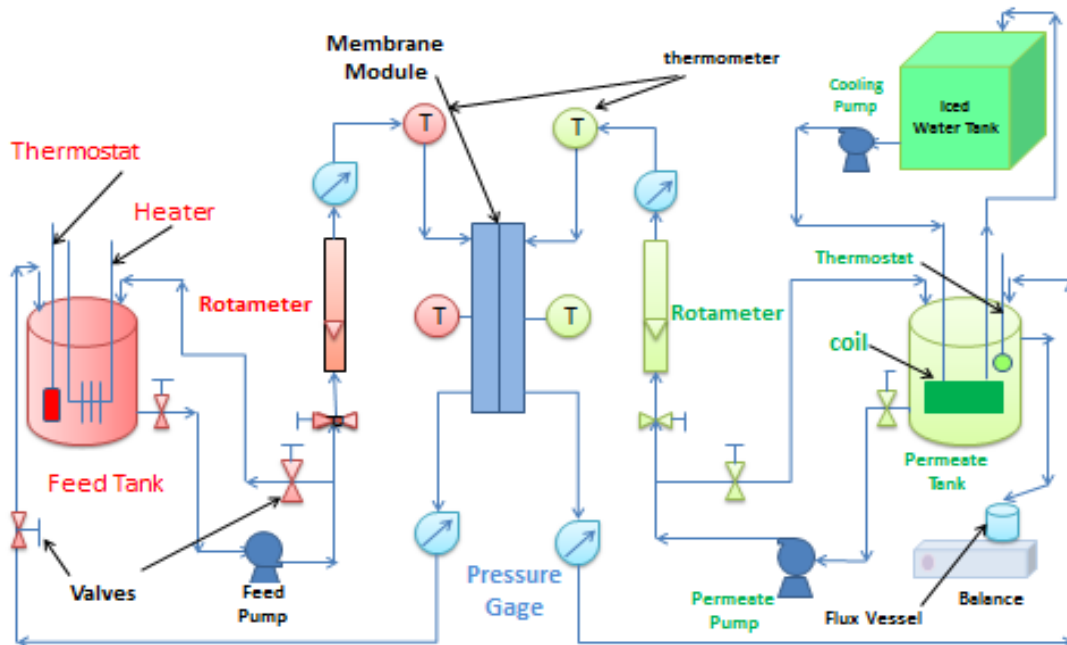 Membrane
Module
thermometer
Cooling
Pump
Iced
Water Tank
T
T
Thermostat
Heater
Thermostat
Rotameter
T
T
Rotameter
coil
Feed Tank
Permeate
Tank
Valves
Feed
Pump
Pressure
Gage
Permeate
Pump
Flux Vessel
Balance